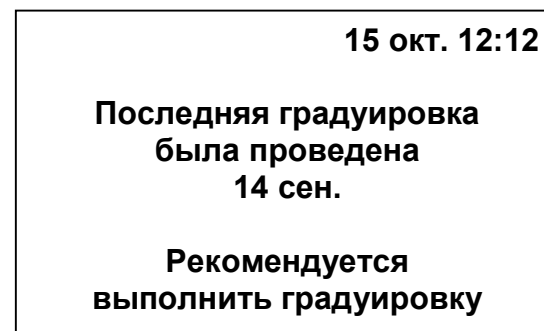 15 окт. 12:12
Последняя градуировка
была проведена
14 сен.
Рекомендуется
выполнить градуировку